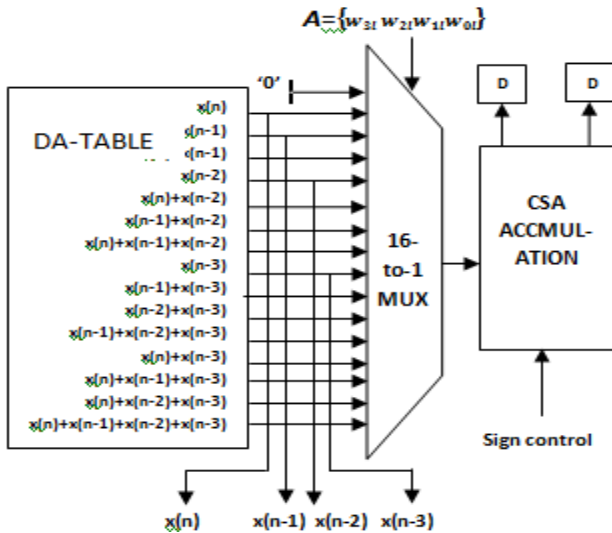 A={w3l w2l w1l w0l}
'0'
DA-TABLE
x(n)
(n-1)
(n-1)
x(n-2)
x(n)+x(n-2)
x(n-1)+x(n-2)
x(n)+x(n-1)+x(n-2)
x(n-3)
x(n-1)+x(n-3)
x(n-2)+x(n-3)
x(n-1)+x(n-2)+x(n-3)
x(n)+x(n-3)
x(n)+x(n-1)+x(n-3)
x(n)+x(n-2)+x(n-3)
x(n)+x(n-1)+x(n-2)+x(n-3)
16-
to-1
MUX
D
D
CSA
ACCMUL-
ATION
Sign control
x(n)
x(n-1)
x(n-2)
x(n-3)